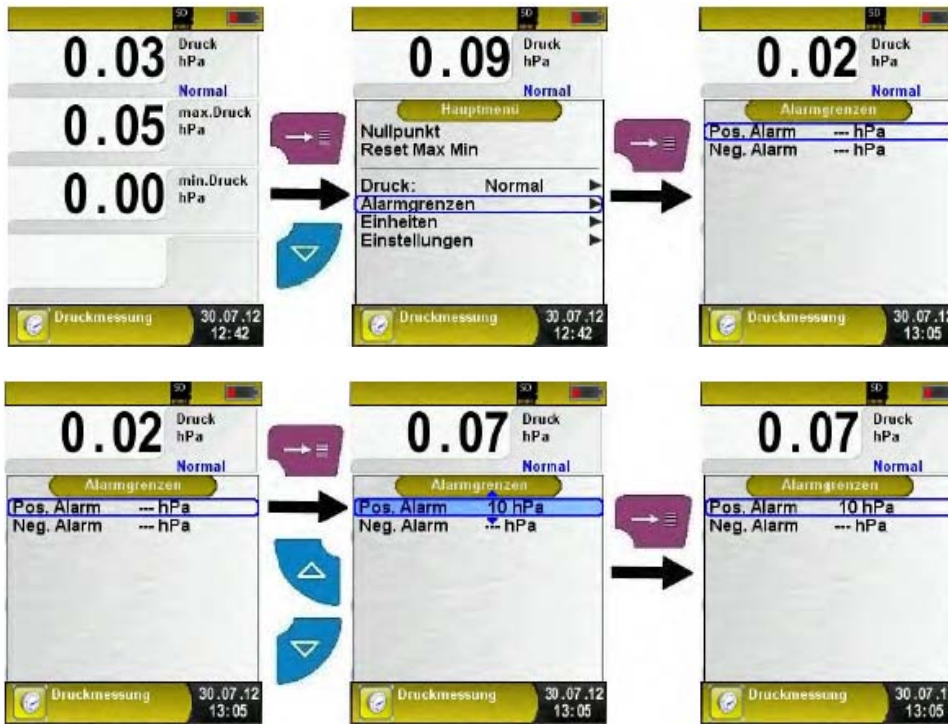 SD
0.03 Druck hPa
Normal
0.05 max.Druck hPa
0.00 min.Druck hPa
Druckmessung 30.07.12 12:42
SD
0.09 Druck hPa
Normal
Hauptmenü
Nullpunkt
Reset Max Min
Druck: Normal
Alarmgrenzen
Einheiten
Einstellungen
Druckmessung 30.07.12 12:42
SD
0.02 Druck hPa
Normal
Alarmgrenzen
Pos. Alarm --- hPa
Neg. Alarm --- hPa
Druckmessung 30.07.12 13:05
SD
0.02 Druck hPa
Normal
Alarmgrenzen
Pos. Alarm --- hPa
Neg. Alarm --- hPa
Druckmessung 30.07.12 13:05
SD
0.07 Druck hPa
Normal
Alarmgrenzen
Pos. Alarm 10 hPa
Neg. Alarm --- hPa
Druckmessung 30.07.12 13:05
SD
0.07 Druck hPa
Normal
Alarmgrenzen
Pos. Alarm 10 hPa
Neg. Alarm --- hPa
Druckmessung 30.07.1 13:05